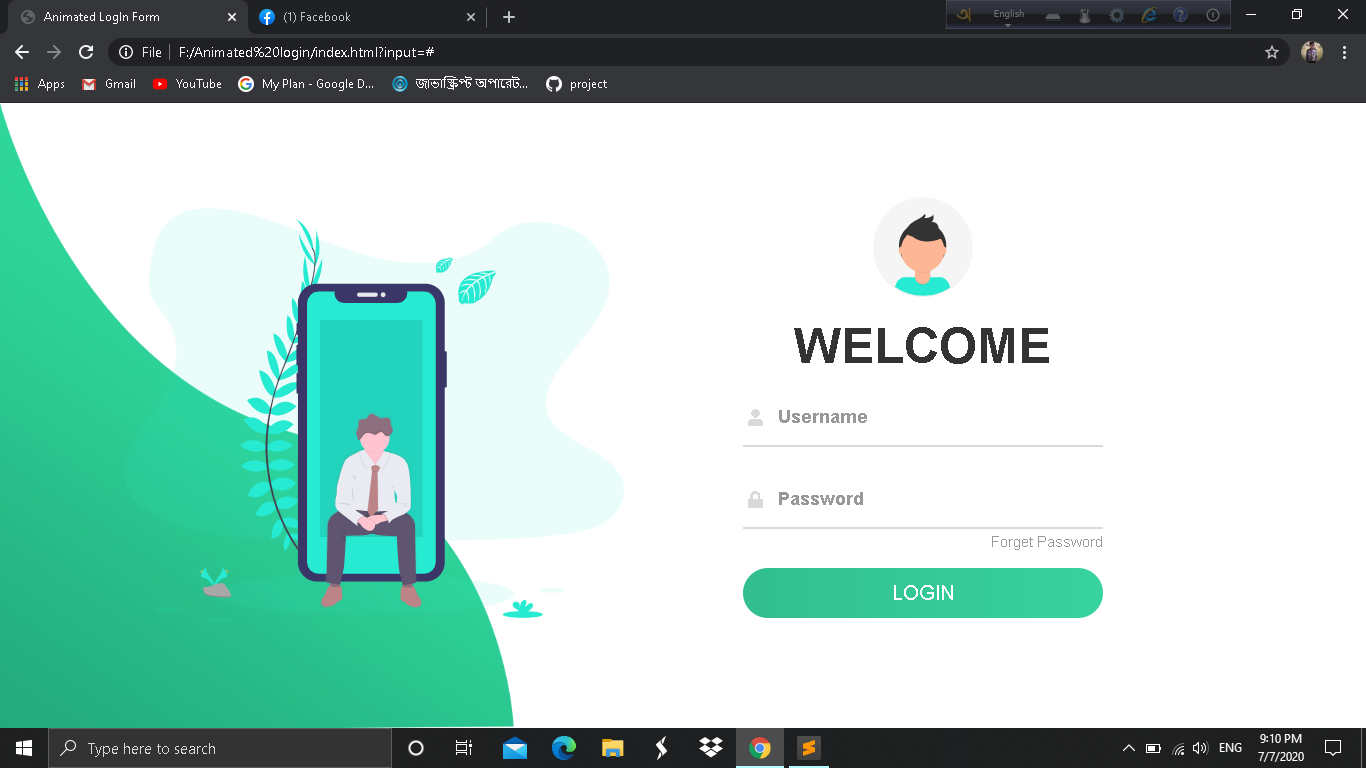 Animated LogIn Form
(1) Facebook
English
File F:/Animated%20login/index.html?input=#
Apps Gmail YouTube My Plan - Google D... জাভাস্ক্রিপ্ট অপারেট... project
WELCOME
Username
Password
Forget Password
LOGIN
Type here to search
ENG
9:10 PM
7/7/2020